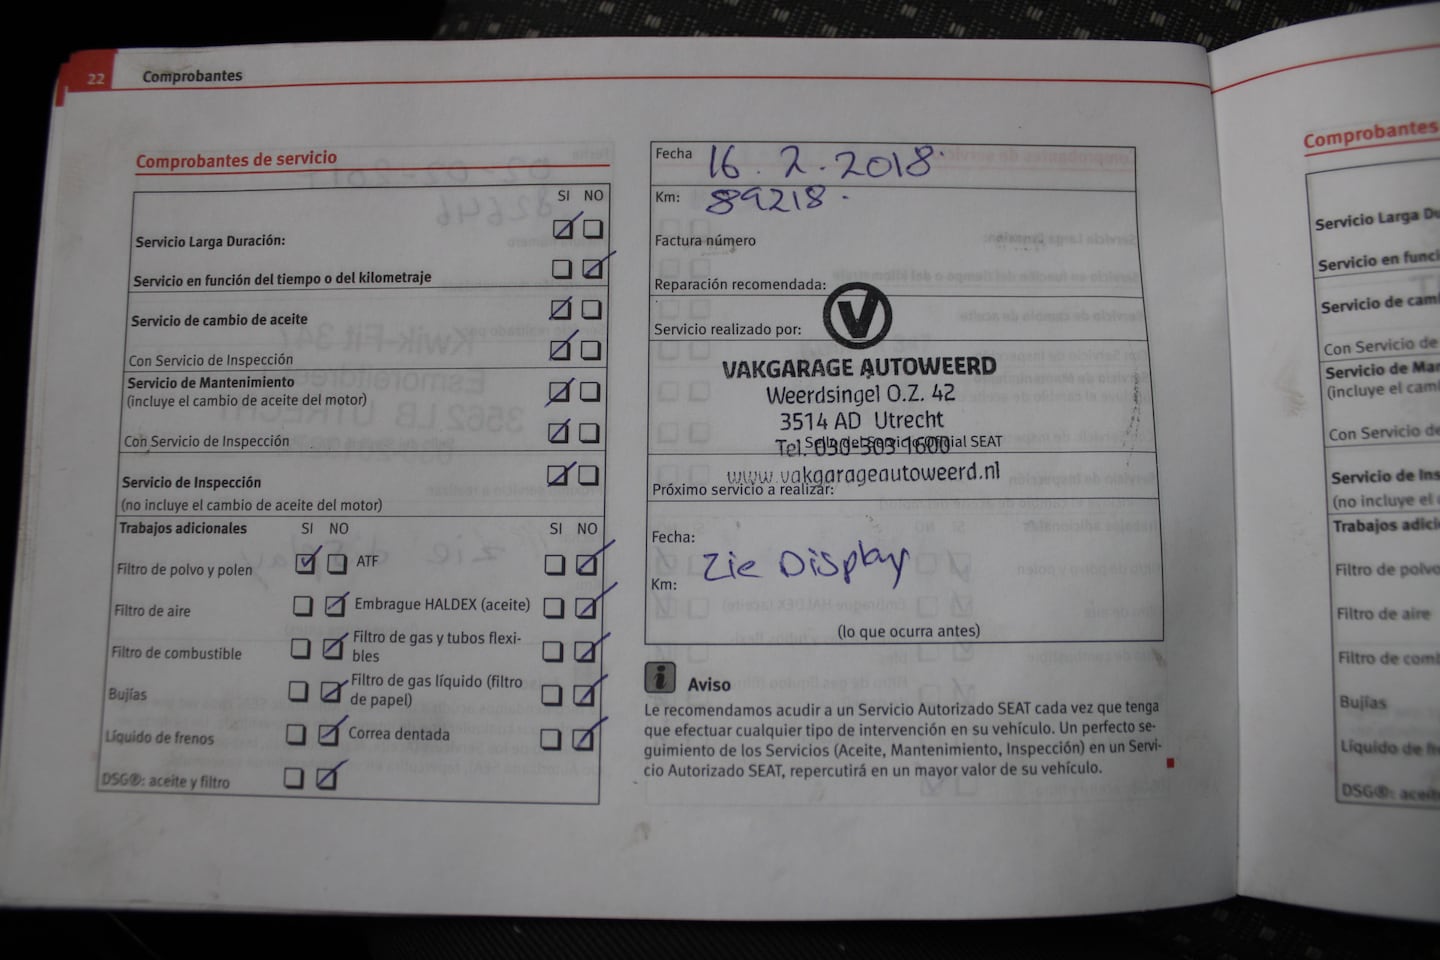 22 Comprobantes
Comprobantes de servicio
SI NO
Servicio Larga Duración:
Servicio en función del tiempo o del kilometraje
Servicio de cambio de aceite
Con Servicio de Inspección
Servicio de Mantenimiento
(incluye el cambio de aceite del motor)
Con Servicio de Inspección
Servicio de Inspección
(no incluye el cambio de aceite del motor)
Trabajos adicionales SI NO SI NO
Filtro de polvo y polen ATF
Filtro de aire Embrague HALDEX (aceite)
Filtro de combustible Filtro de gas y tubos flexi-
bles
Bujías Filtro de gas líquido (filtro
de papel)
Líquido de frenos Correa dentada
DSG®: aceite y filtro
Fecha 16.2.2018.
Km: 89218.
Factura número
Reparación recomendada:
V
Servicio realizado por:
VAKGARAGE AUTOWEERD
Weerdsingel O.Z. 42
3514 AD Utrecht
Tel. 030-303 1600
Sello del Servicio Oficial SEAT
www.vakgarageautoweerd.nl
Próximo servicio a realizar:
Fecha:
Zie Display
Km:
(lo que ocurra antes)
i Aviso
Le recomendamos acudir a un Servicio Autorizado SEAT cada vez que tenga
que efectuar cualquier tipo de intervención en su vehículo. Un perfecto se-
guimiento de los Servicios (Aceite, Mantenimiento, Inspección) en un Servi-
cio Autorizado SEAT, repercutirá en un mayor valor de su vehículo.
Comprobantes
Servicio Larga Du
Servicio en funci
Servicio de cam
Con Servicio de
Servicio de Ma
(incluye el cam
Con Servicio de
Servicio de Ins
(no incluye el
Trabajos adici
Filtro de polvo
Filtro de aire
Filtro de com
Bujías
Líquido de fr
DSG®: aceit